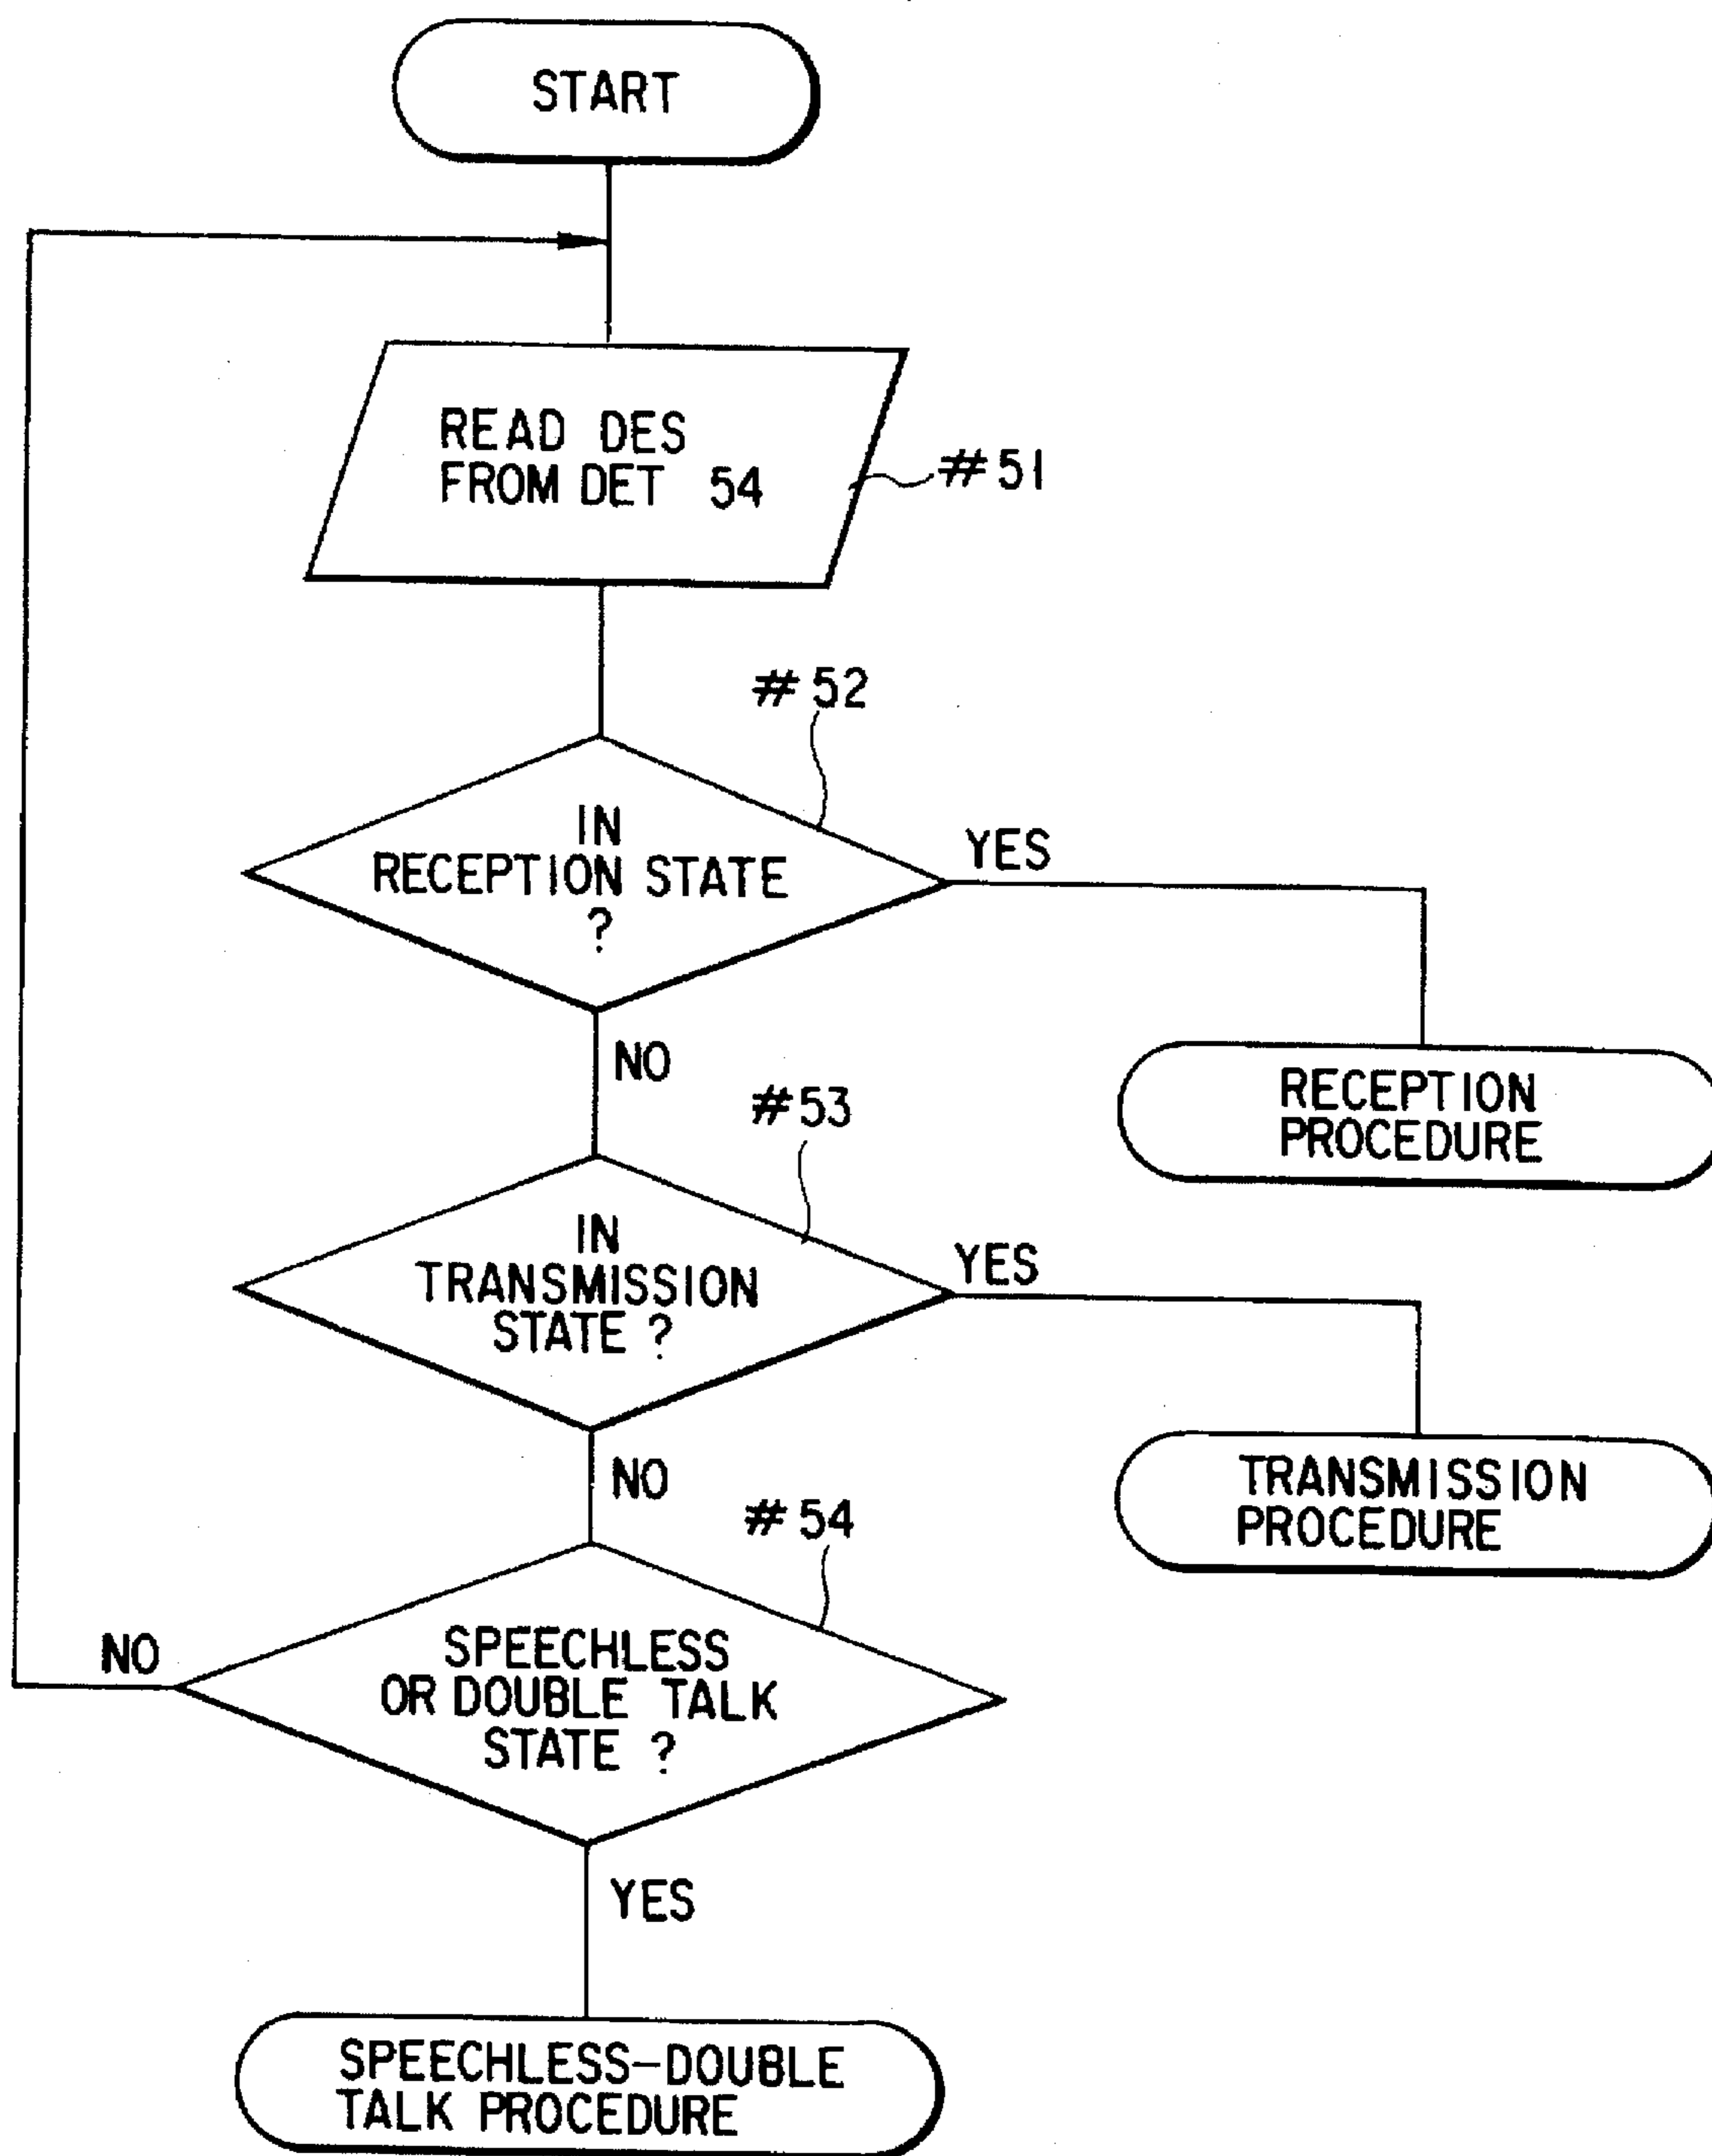 START
READ DES
FROM DET 54
#51
#52
IN
RECEPTION STATE
?
YES
NO
RECEPTION
PROCEDURE
#53
IN
TRANSMISSION
STATE ?
YES
NO
TRANSMISSION
PROCEDURE
#54
SPEECHLESS
OR DOUBLE TALK
STATE ?
NO
YES
SPEECHLESS-DOUBLE
TALK PROCEDURE